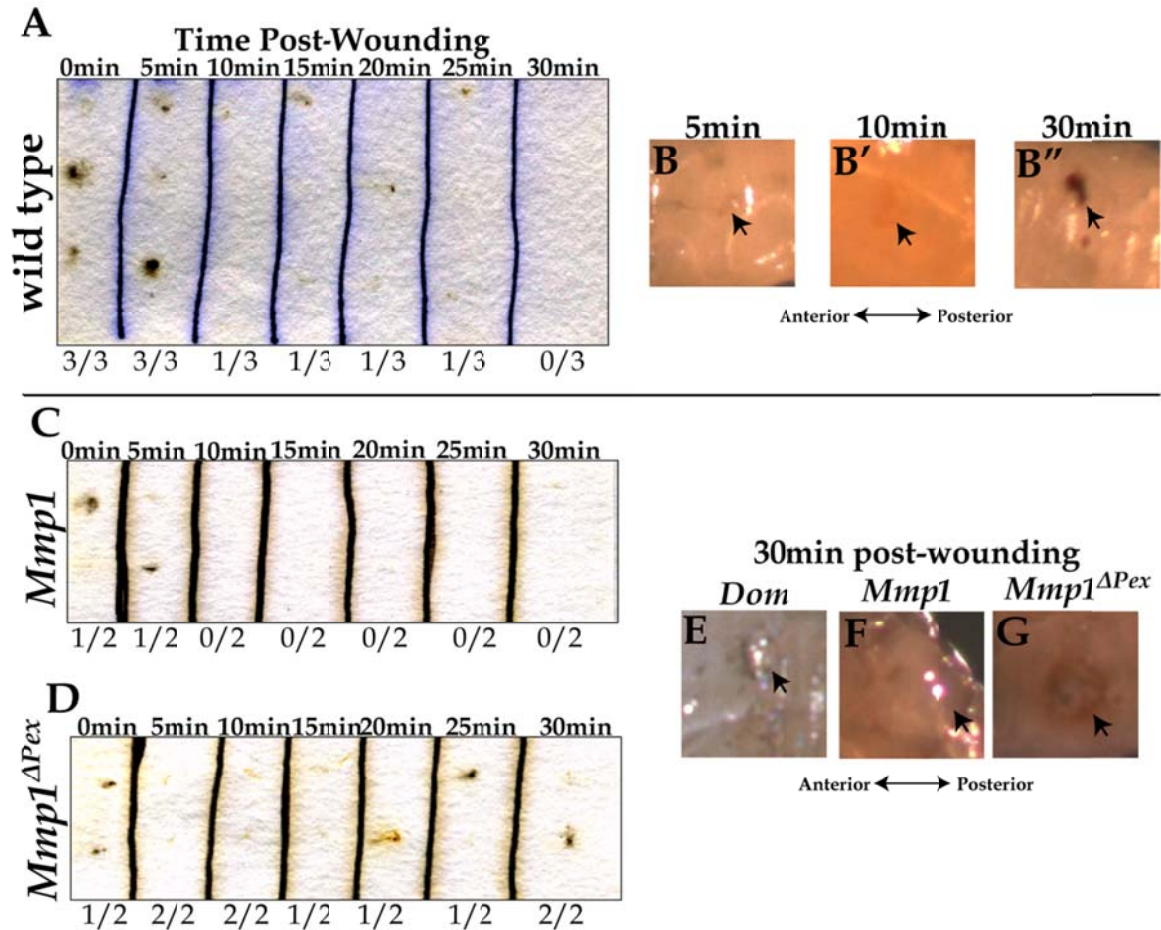 A
Time Post-Wounding
0min 5min 10min 15min 20min 25min 30min
wild type
3/3 3/3 1/3 1/3 1/3 1/3 0/3
5min 10min 30min
B B' B"
Anterior Posterior
C
0min 5min 10min 15min 20min 25min 30min
Mmp1
1/2 1/2 0/2 0/2 0/2 0/2 0/2
D
0min 5min 10min 15min 20min 25min 30min
Mmp1ΔPex
1/2 2/2 2/2 1/2 1/2 1/2 2/2
30min post-wounding
Dom Mmp1 Mmp1ΔPex
E F G
Anterior Posterior